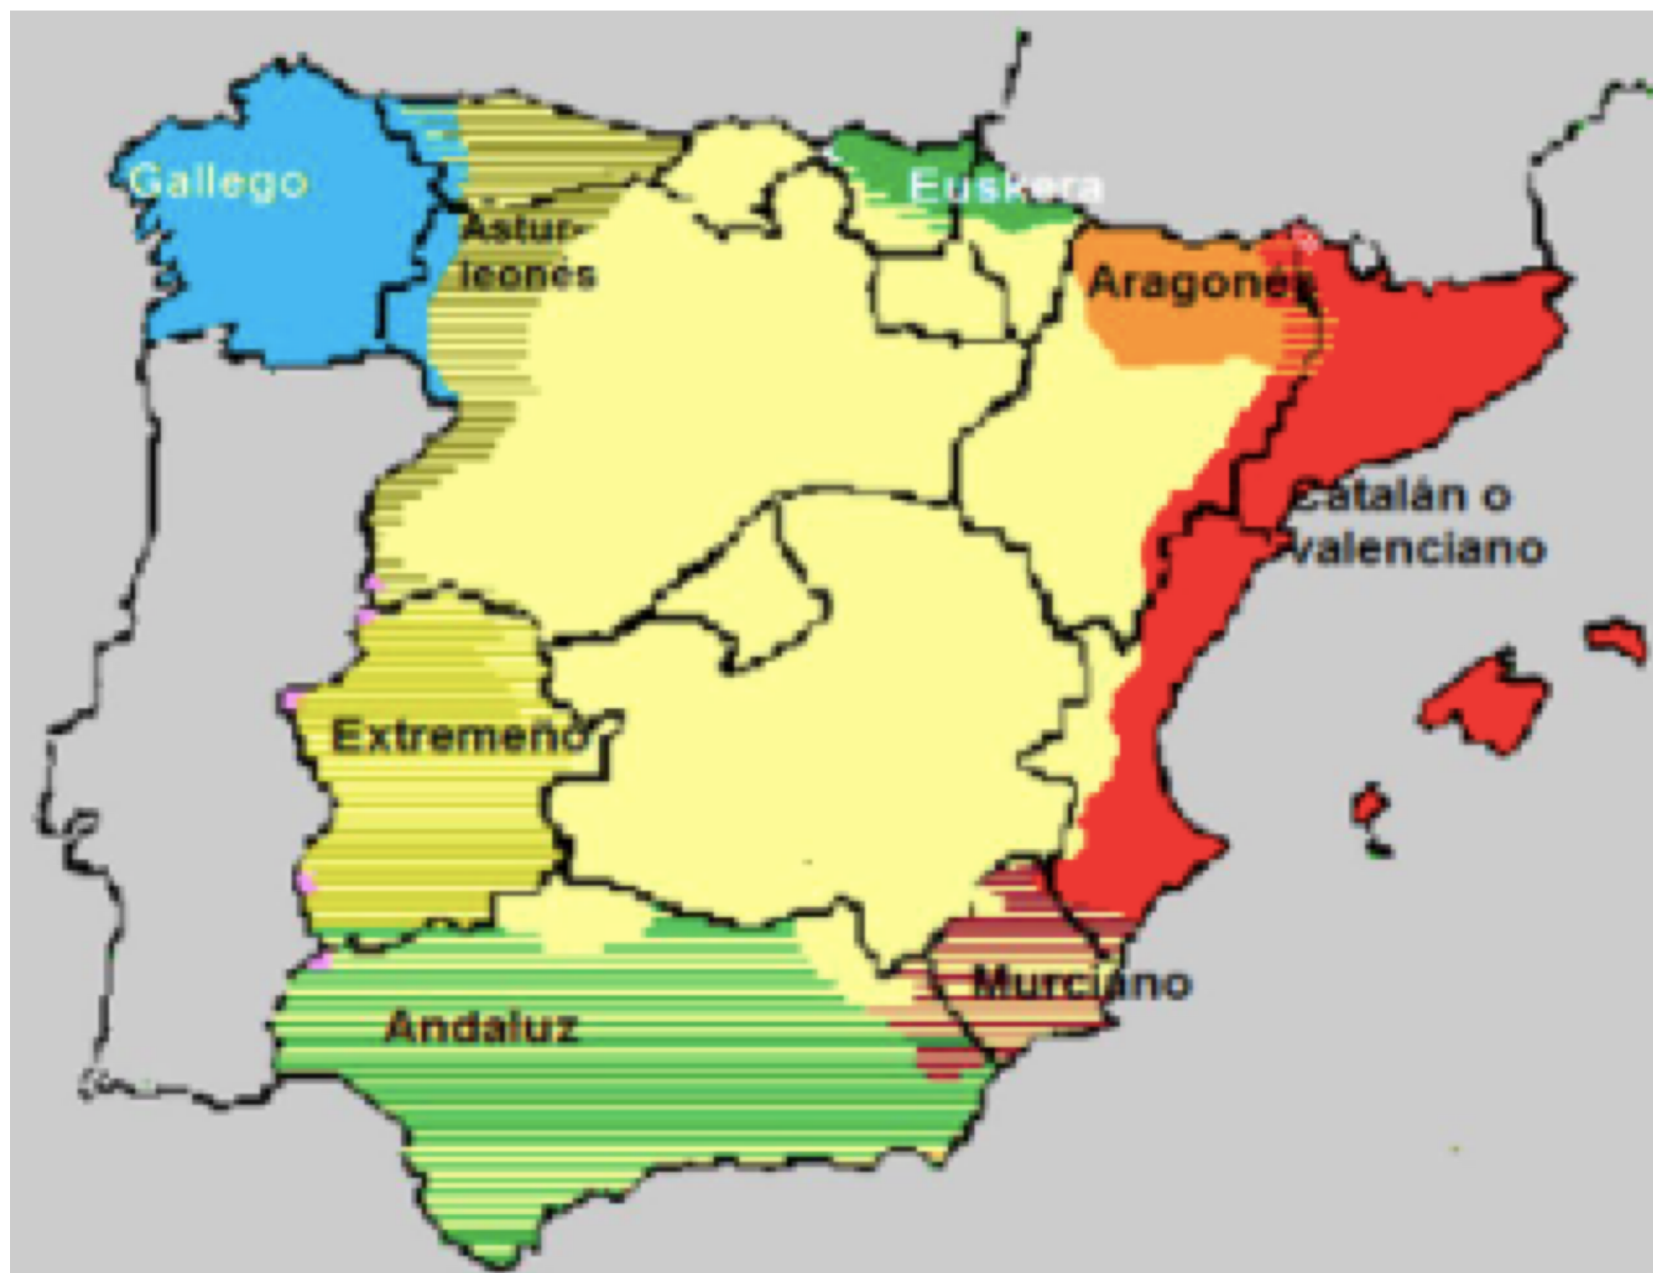 Gallego
Euskera
Astur-
leonés
Aragonés
Catalán o
valenciano
Extremeño
Murciano
Andaluz